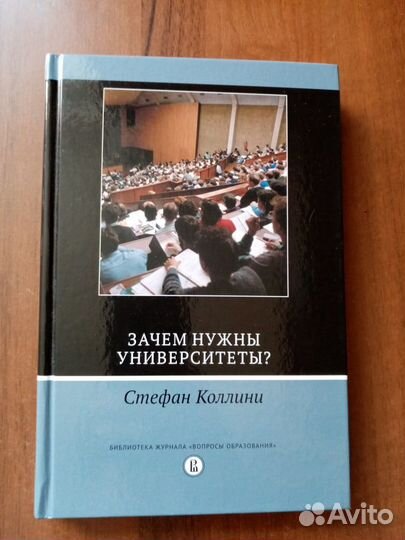 ЗАЧЕМ НУЖНЫ
УНИВЕРСИТЕТЫ?
Стефан Коллини
БИБЛИОТЕКА ЖУРНАЛА «ВОПРОСЫ ОБРАЗОВАНИЯ»
Avito